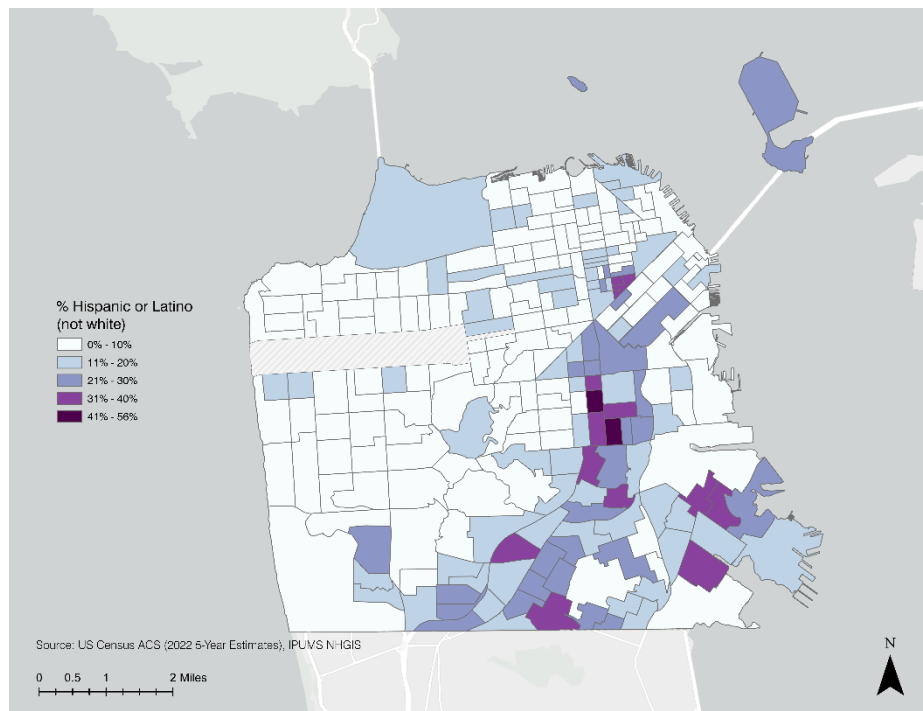 % Hispanic or Latino
(not white)
0% - 10%
11% - 20%
21% - 30%
31% - 40%
41% - 56%
Source: US Census ACS (2022 5-Year Estimates), IPUMS NHGIS
0 0.5 1 2 Miles
N